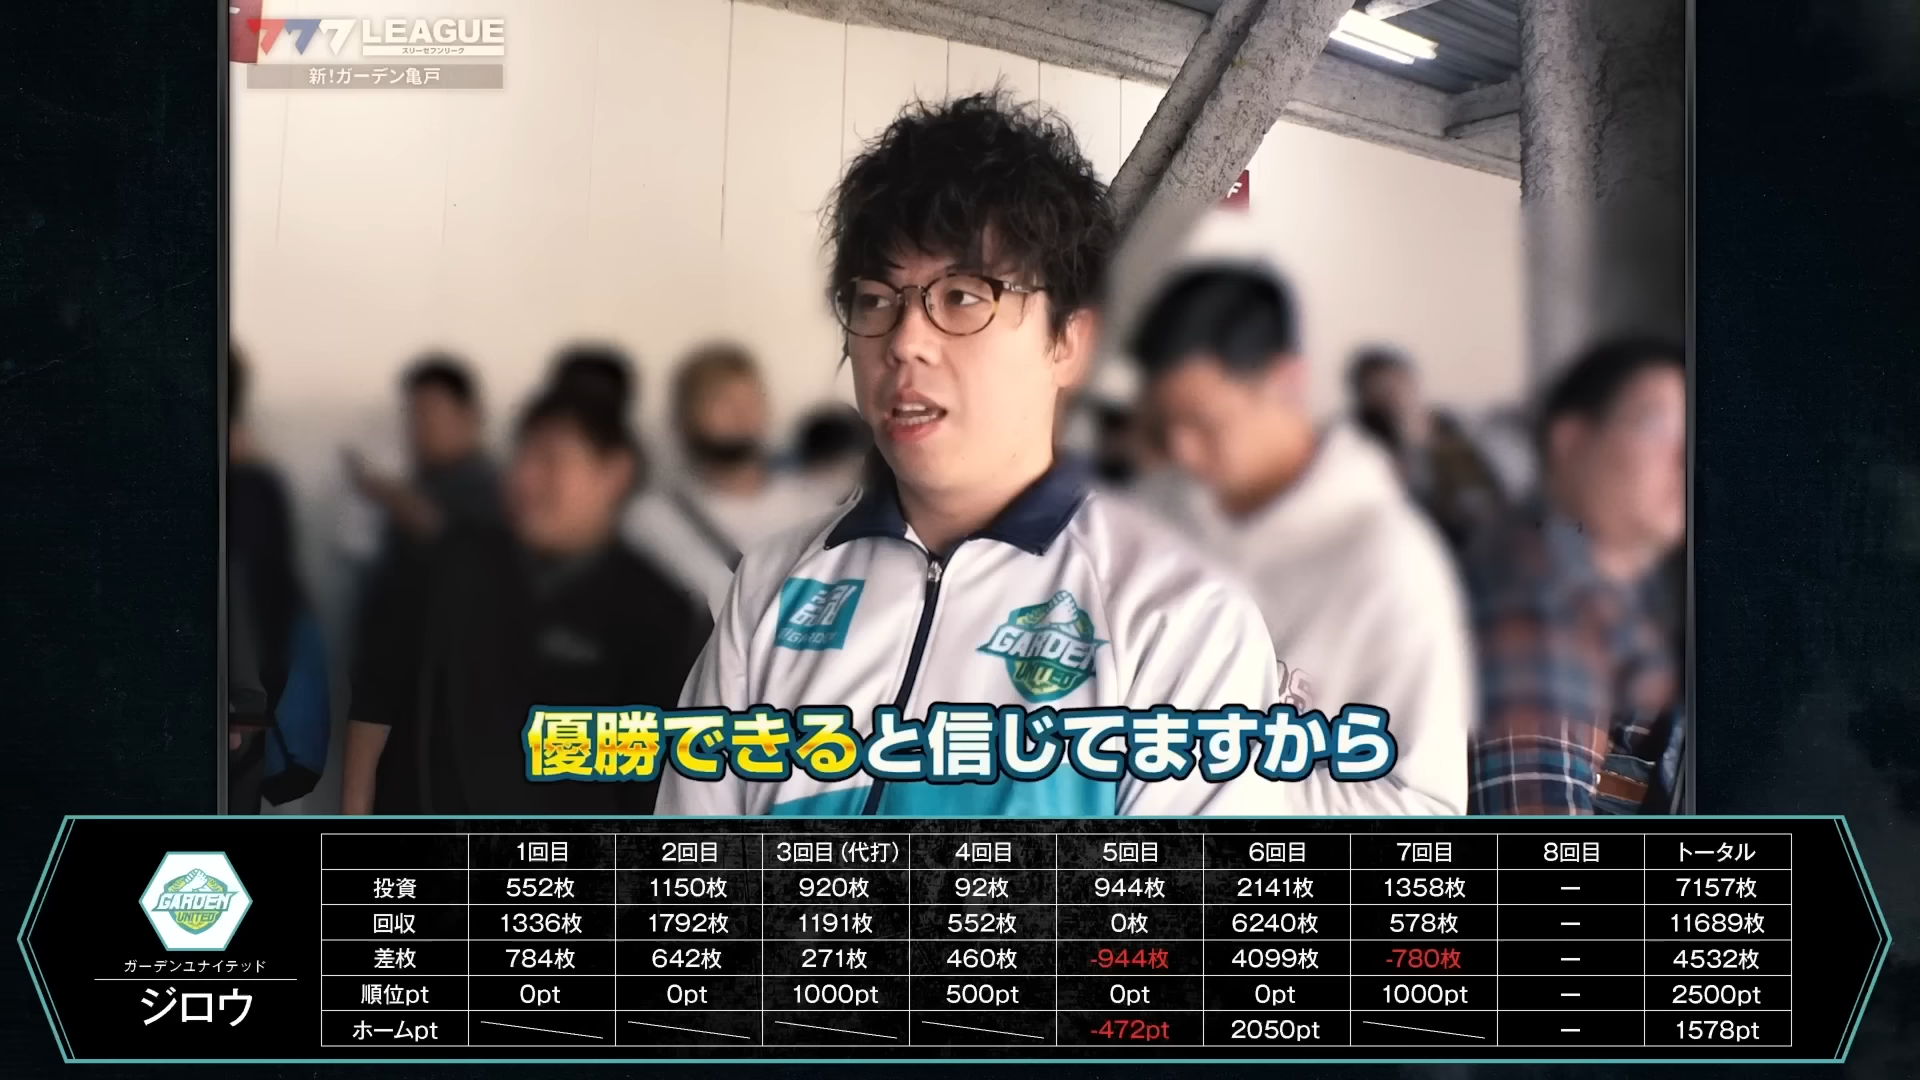 777 LEAGUE
スリーセブンリーグ
新!ガーデン亀戸
GARDEN
UNITED
優勝できると信じてますから
GARDEN
UNITED
ガーデンユナイテッド
ジロウ
1回目 2回目 3回目(代打) 4回目 5回目 6回目 7回目 8回目 トータル
投資 552枚 1150枚 920枚 92枚 944枚 2141枚 1358枚 ー 7157枚
回収 1336枚 1792枚 1191枚 552枚 0枚 6240枚 578枚 ー 11689枚
差枚 784枚 642枚 271枚 460枚 -944枚 4099枚 -780枚 ー 4532枚
順位pt 0pt 0pt 1000pt 500pt 0pt 0pt 1000pt ー 2500pt
ホームpt -472pt 2050pt ー 1578pt